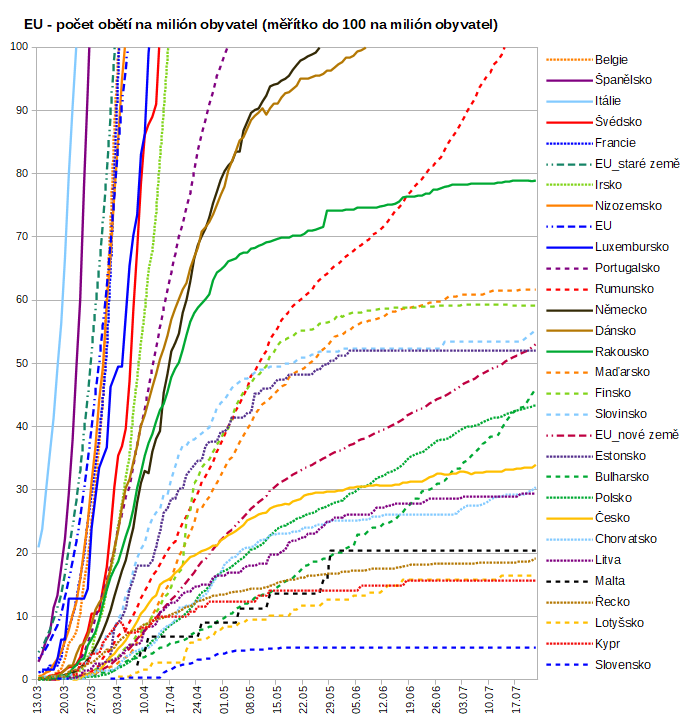 EU - počet obětí na milión obyvatel (měřítko do 100 na milión obyvatel)
100
90
80
70
60
50
40
30
20
10
0
13.03
20.03
27.03
03.04
10.04
17.04
24.04
01.05
08.05
15.05
22.05
29.05
05.06
12.06
19.06
26.06
03.07
10.07
17.07
Belgie
Španělsko
Itálie
Švédsko
Francie
EU_staré země
Irsko
Nizozemsko
EU
Luxembursko
Portugalsko
Rumunsko
Německo
Dánsko
Rakousko
Maďarsko
Finsko
Slovinsko
EU_nové země
Estonsko
Bulharsko
Polsko
Česko
Chorvatsko
Litva
Malta
Řecko
Lotyšsko
Kypr
Slovensko